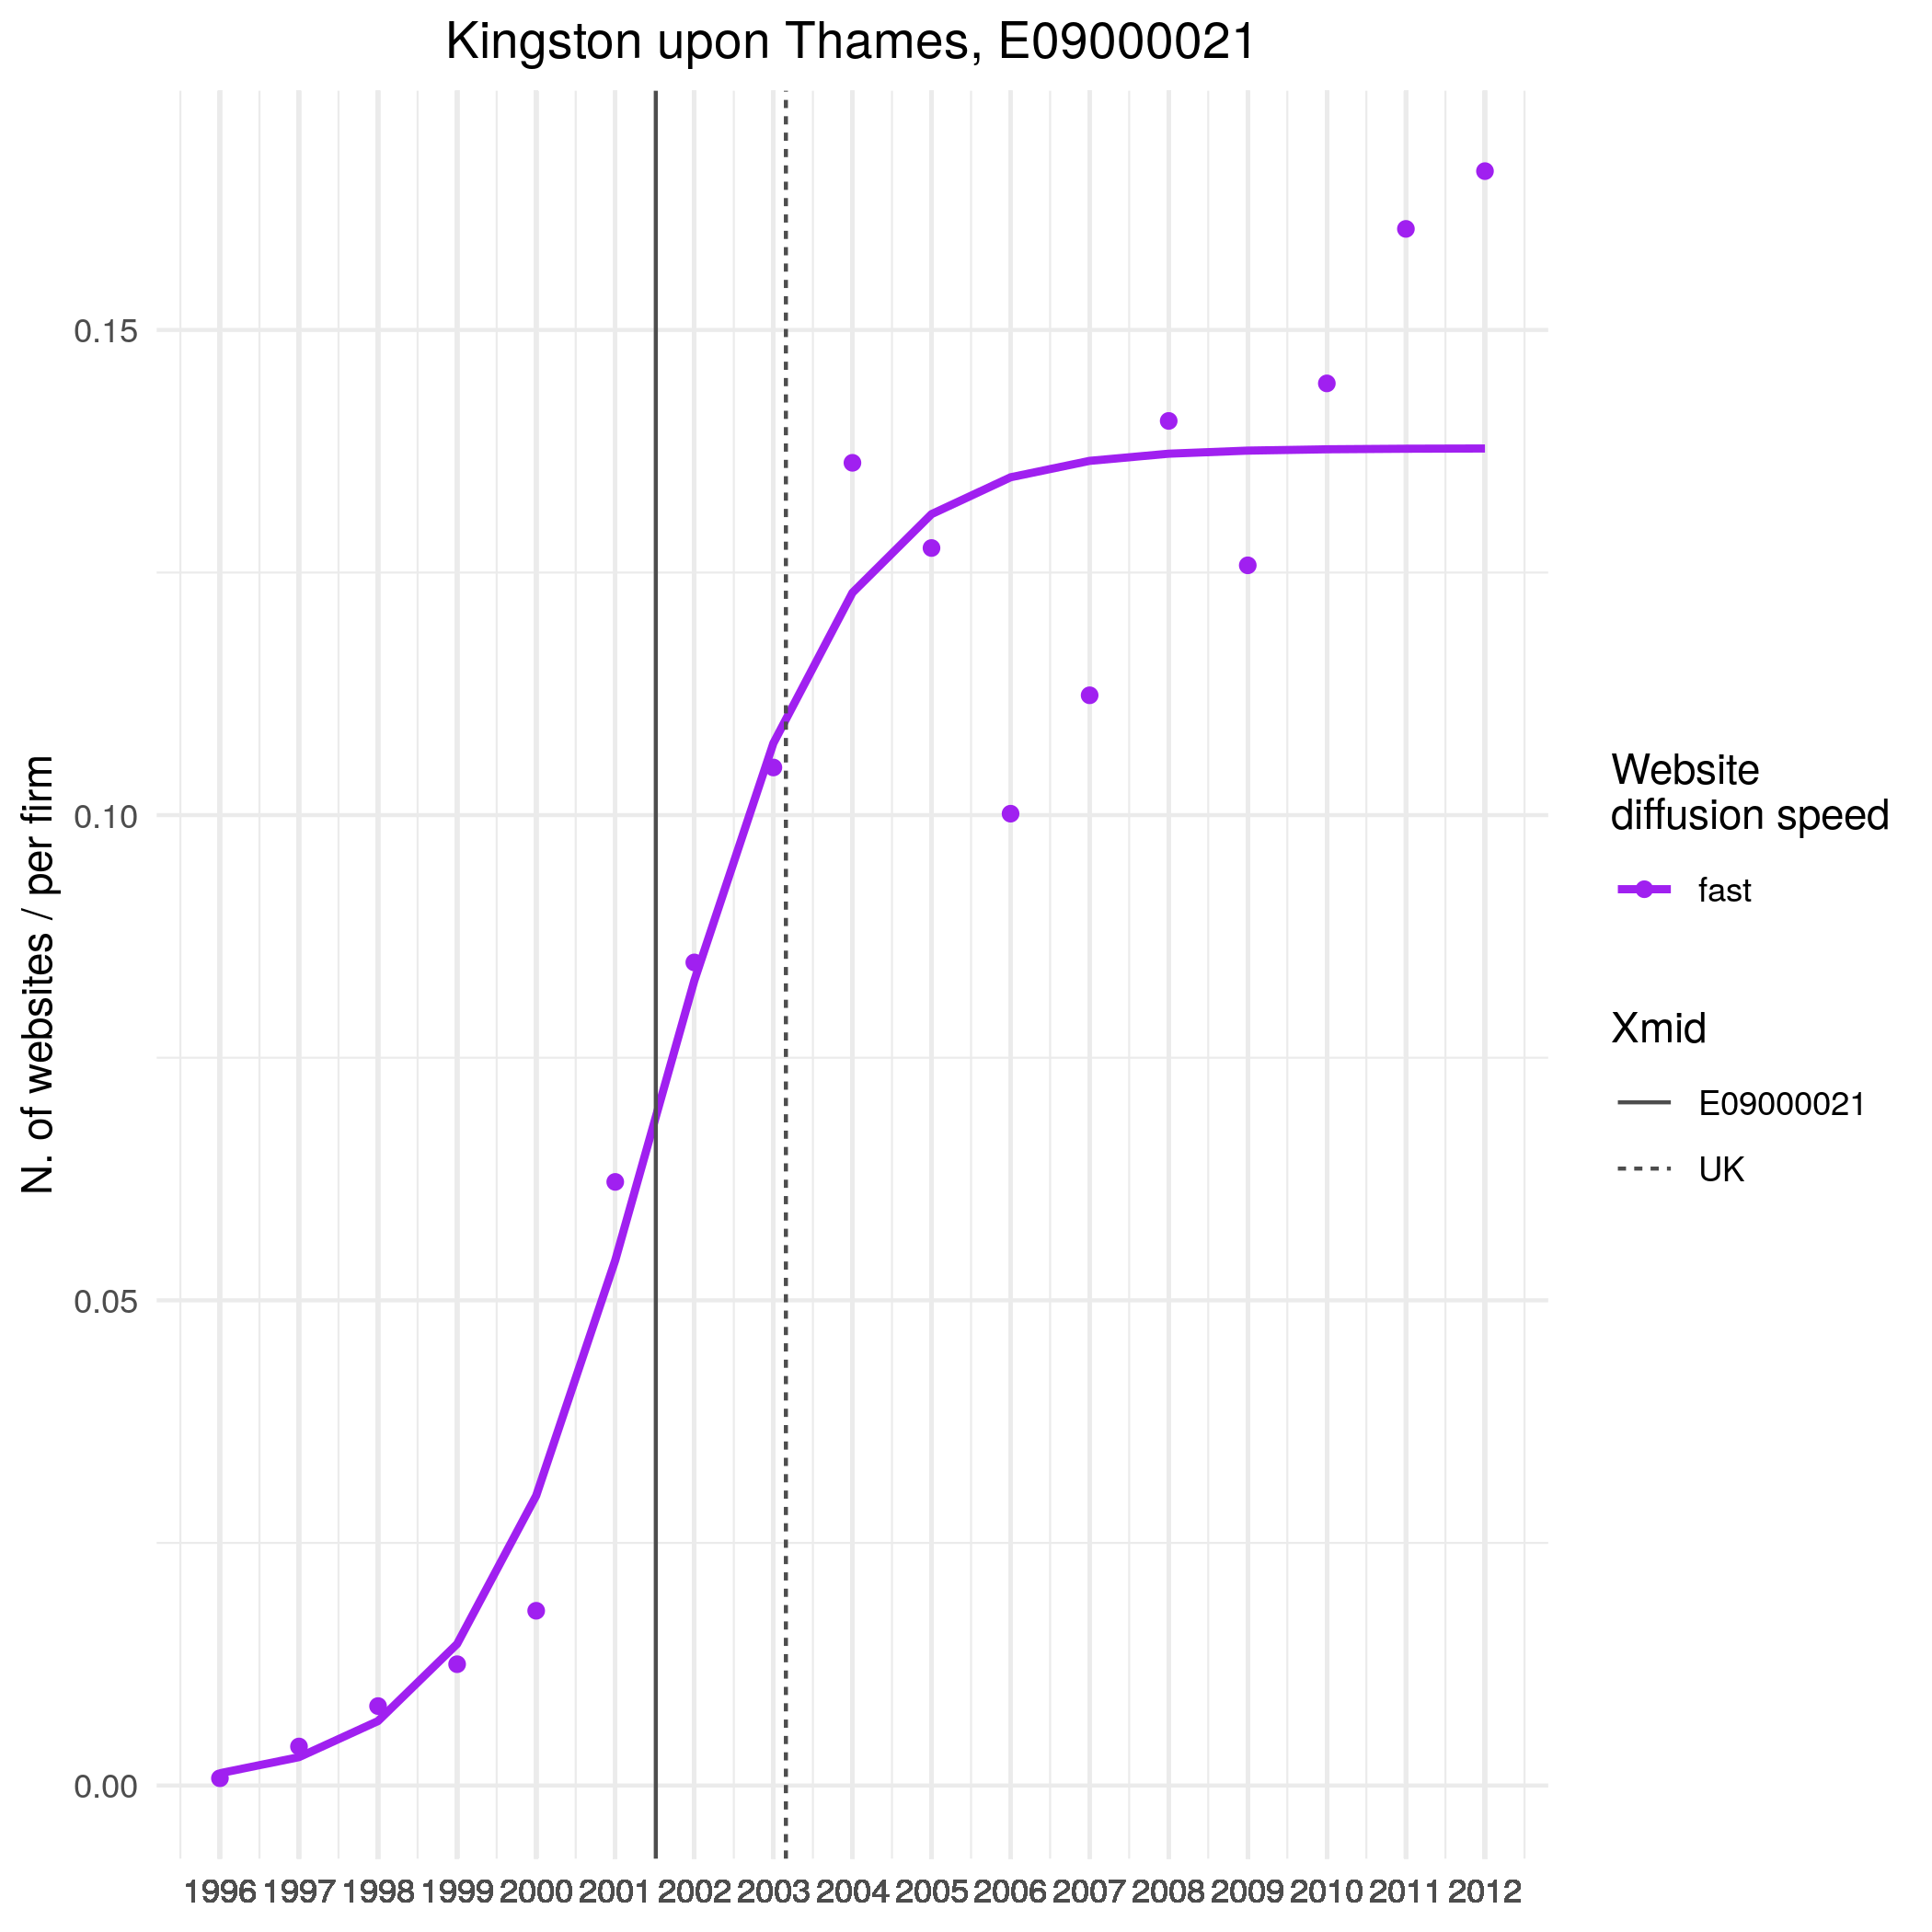 Kingston upon Thames, E09000021
N. of websites / per firm
0.15
0.10
0.05
0.00
1996 1997 1998 1999 2000 2001 2002 2003 2004 2005 2006 2007 2008 2009 2010 2011 2012
Website
diffusion speed
fast
Xmid
E09000021
UK